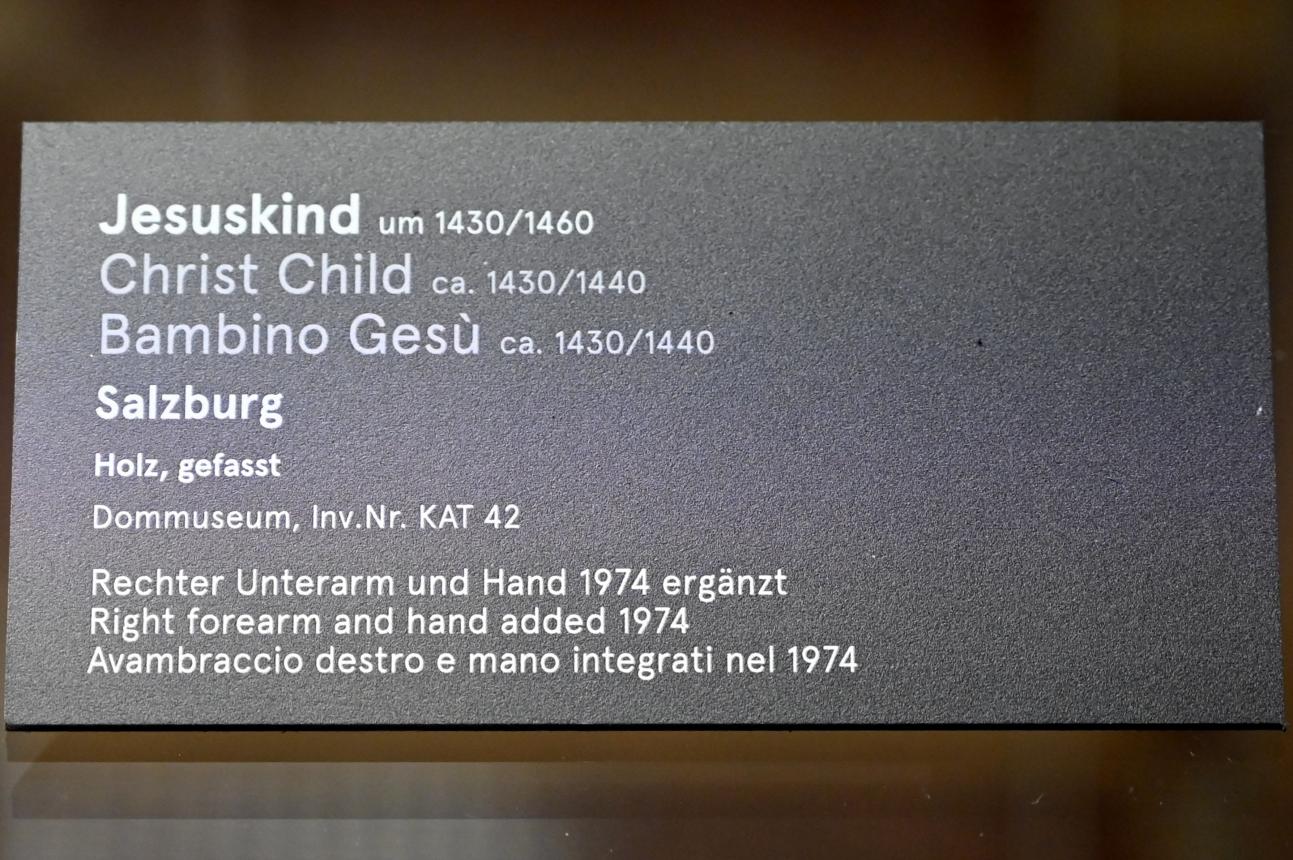 Jesuskind um 1430/1460
Christ Child ca. 1430/1440
Bambino Gesù ca. 1430/1440
Salzburg
Holz, gefasst
Dommuseum, Inv.Nr. KAT 42
Rechter Unterarm und Hand 1974 ergänzt
Right forearm and hand added 1974
Avambraccio destro e mano integrati nel 1974